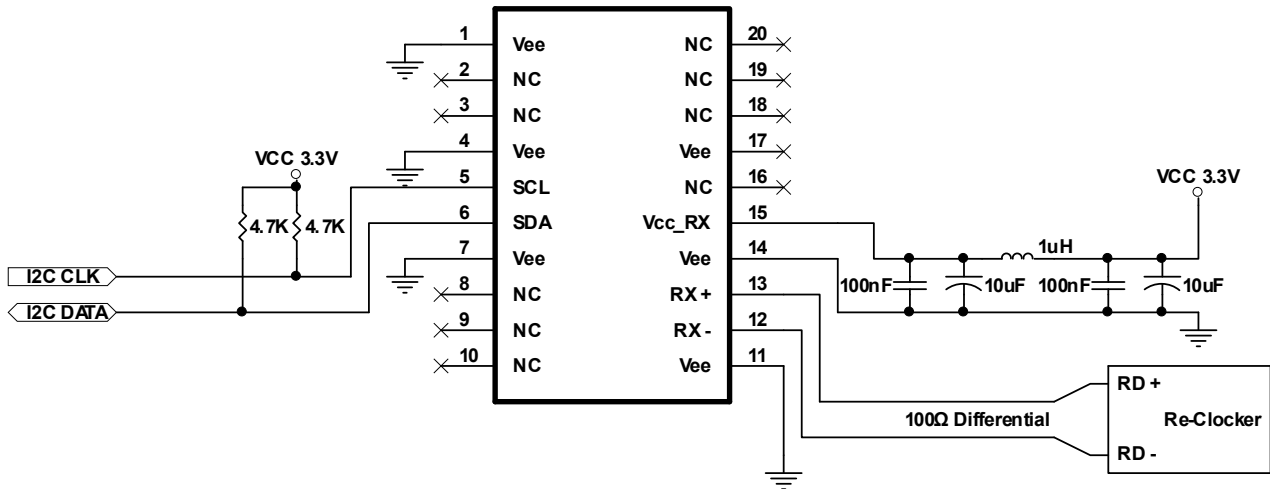 1 Vee NC 20
2 NC NC 19
3 NC NC 18
4 Vee Vee 17
VCC 3.3V
5 SCL NC 16
VCC 3.3V
6 SDA Vcc_RX 15
4.7K 4.7K
7 Vee Vee 14
1uH
I2C CLK
100nF 10uF 100nF 10uF
8 NC RX+ 13
I2C DATA
9 NC RX- 12
10 NC Vee 11
RD +
100Ω Differential Re-Clocker
RD -